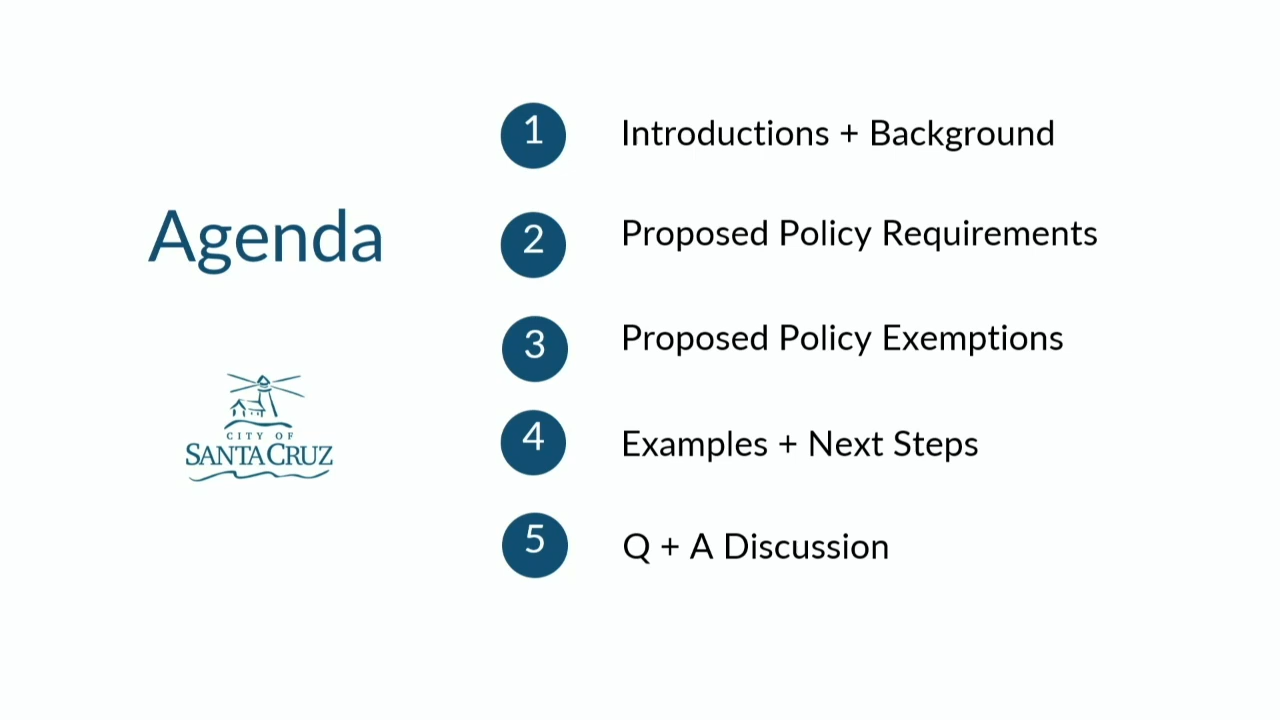 Agenda
CITY OF
SANTA CRUZ
1 Introductions + Background
2 Proposed Policy Requirements
3 Proposed Policy Exemptions
4 Examples + Next Steps
5 Q + A Discussion